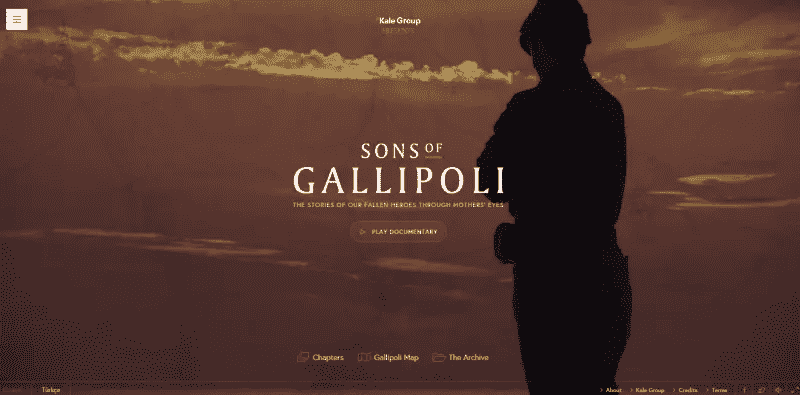 Kale Group
SONS OF
GALLIPOLI
THE STORIES OF OUR FALLEN HEROES THROUGH MOTHERS' EYES
PLAY DOCUMENTARY
Chapters
Gallipoli Map
The Archive
Türkçe
About
Kale Group
Credits
Terms